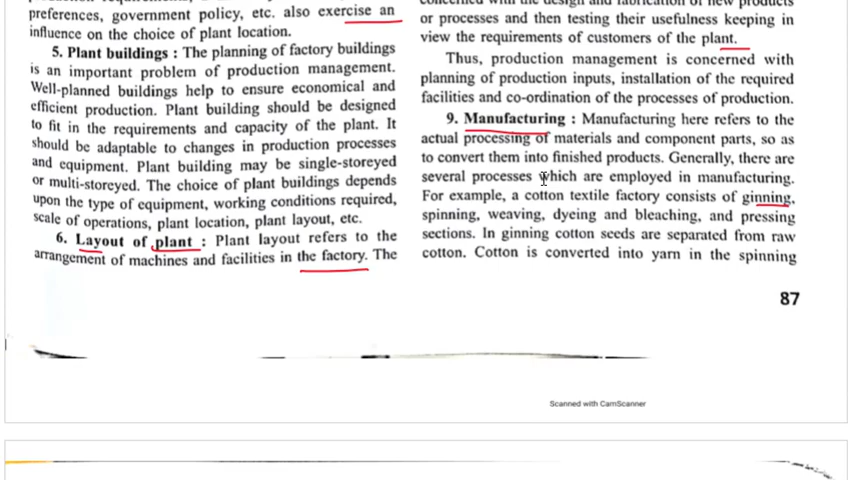 preferences, government policy, etc. also exercise an
influence on the choice of plant location.
5. Plant buildings : The planning of factory buildings
is an important problem of production management.
Well-planned buildings help to ensure economical and
efficient production. Plant building should be designed
to fit in the requirements and capacity of the plant. It
should be adaptable to changes in production processes
and equipment. Plant building may be single-storeyed
or multi-storeyed. The choice of plant buildings depends
upon the type of equipment, working conditions required,
scale of operations, plant location, plant layout, etc.
6. Layout of plant : Plant layout refers to the
arrangement of machines and facilities in the factory. The
or processes and then testing their usefulness keeping in
view the requirements of customers of the plant.
Thus, production management is concerned with
planning of production inputs, installation of the required
facilities and co-ordination of the processes of production.
9. Manufacturing : Manufacturing here refers to the
actual processing of materials and component parts, so as
to convert them into finished products. Generally, there are
several processes which are employed in manufacturing.
For example, a cotton textile factory consists of ginning,
spinning, weaving, dyeing and bleaching, and pressing
sections. In ginning cotton seeds are separated from raw
cotton. Cotton is converted into yarn in the spinning
87
Scanned with CamScanner